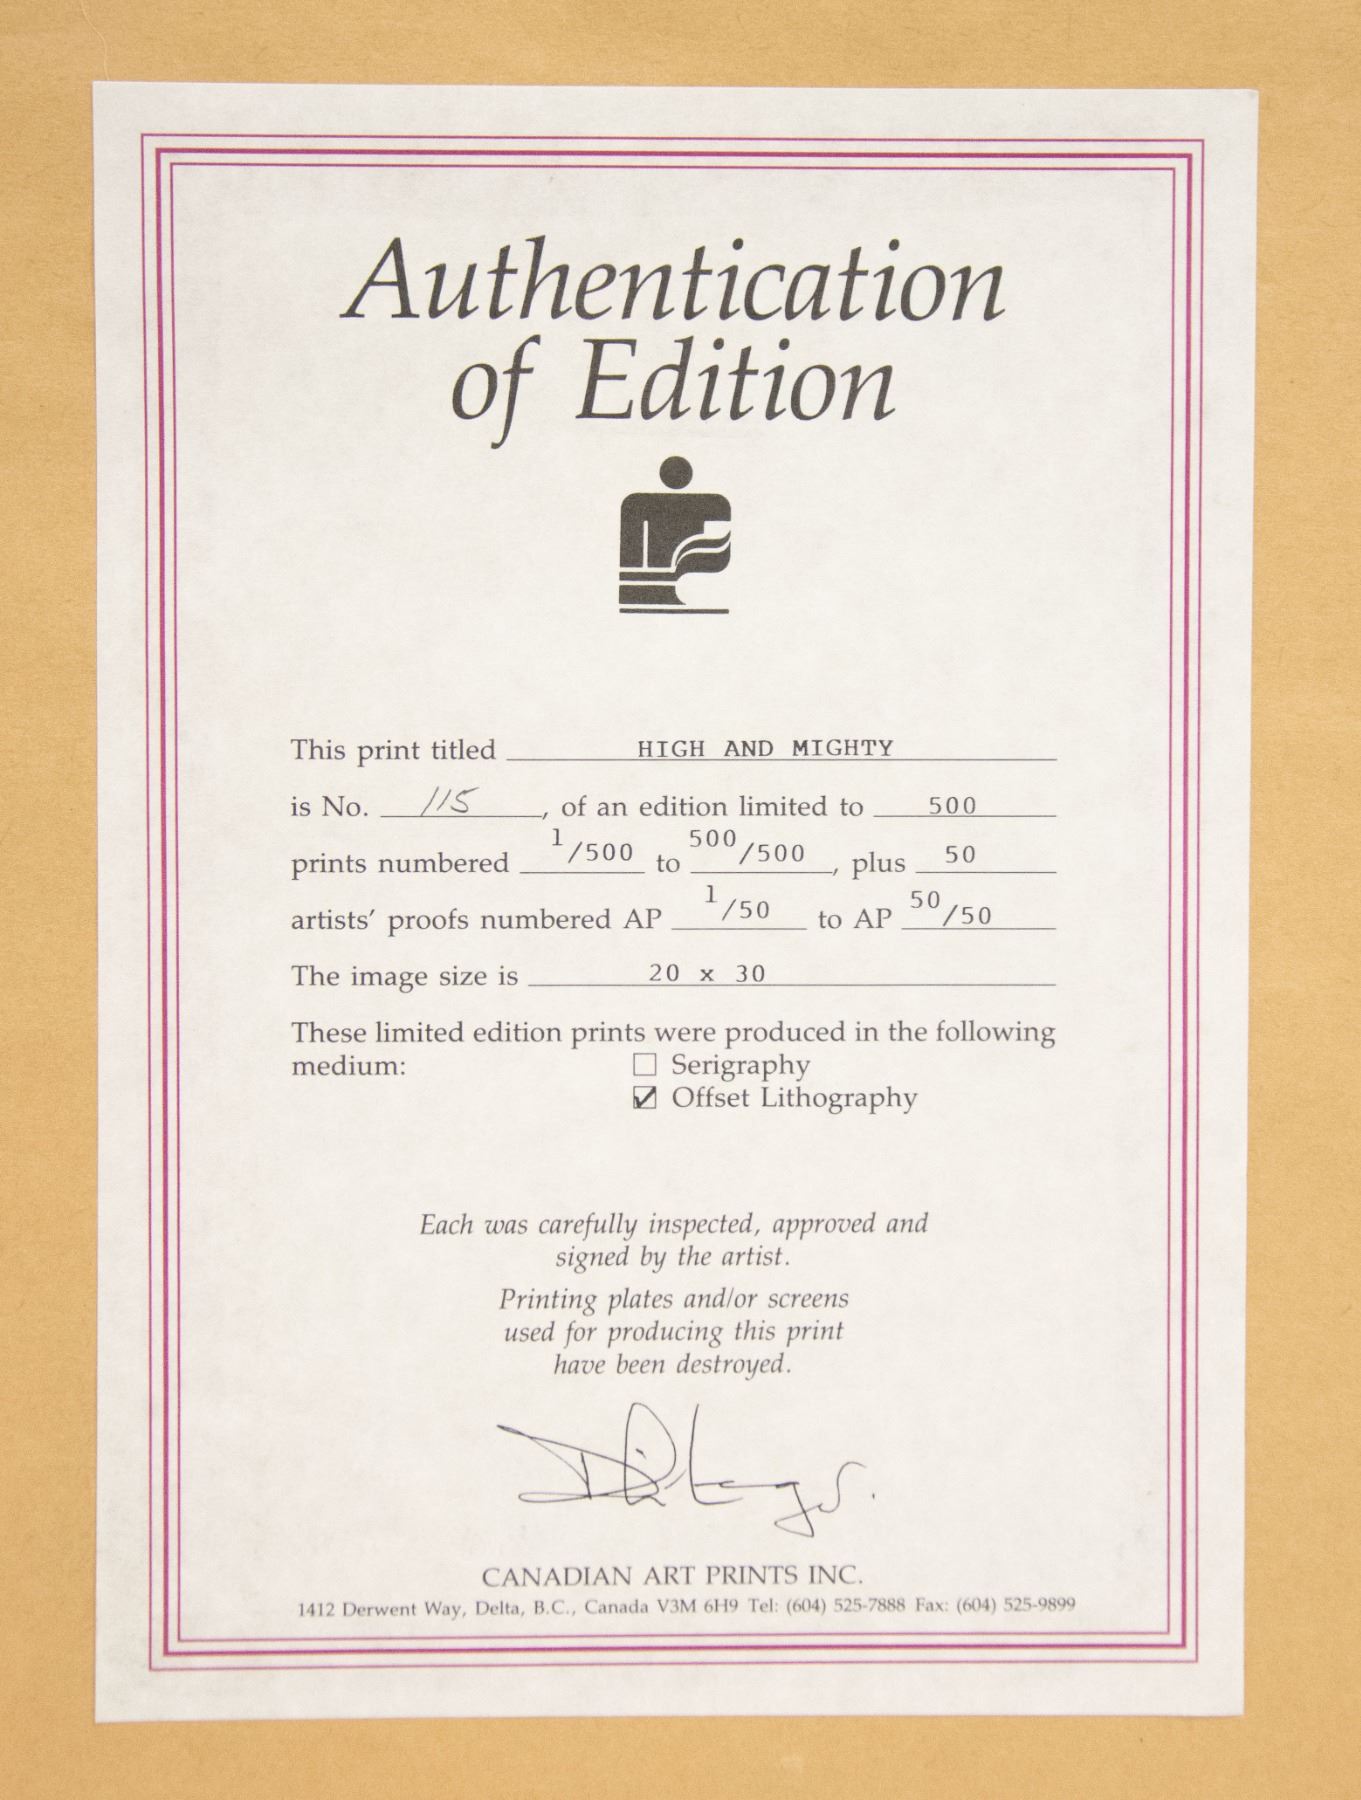 Authentication
of Edition
This print titled HIGH AND MIGHTY
is No. 115, of an edition limited to 500
prints numbered 1/500 to 500/500, plus 50
artists' proofs numbered AP 1/50 to AP 50/50
The image size is 20 x 30
These limited edition prints were produced in the following
medium: ☐ Serigraphy
☑ Offset Lithography
Each was carefully inspected, approved and
signed by the artist.
Printing plates and/or screens
used for producing this print
have been destroyed.
CANADIAN ART PRINTS INC.
1412 Derwent Way, Delta, B.C., Canada V3M 6H9 Tel: (604) 525-7888 Fax: (604) 525-9899